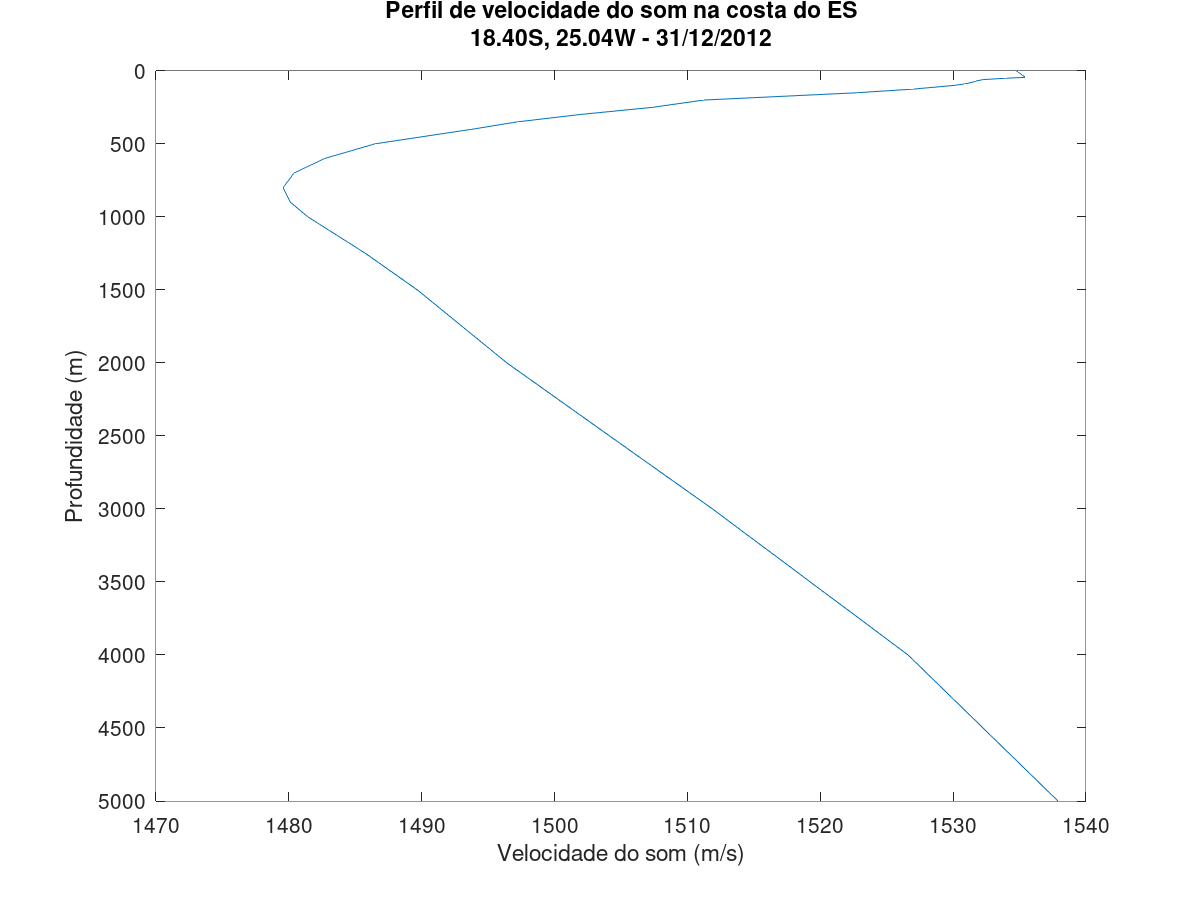 Perfil de velocidade do som na costa do ES
18.40S, 25.04W - 31/12/2012
0
500
1000
1500
2000
2500
3000
3500
4000
4500
5000
Profundidade (m)
1470 1480 1490 1500 1510 1520 1530 1540
Velocidade do som (m/s)